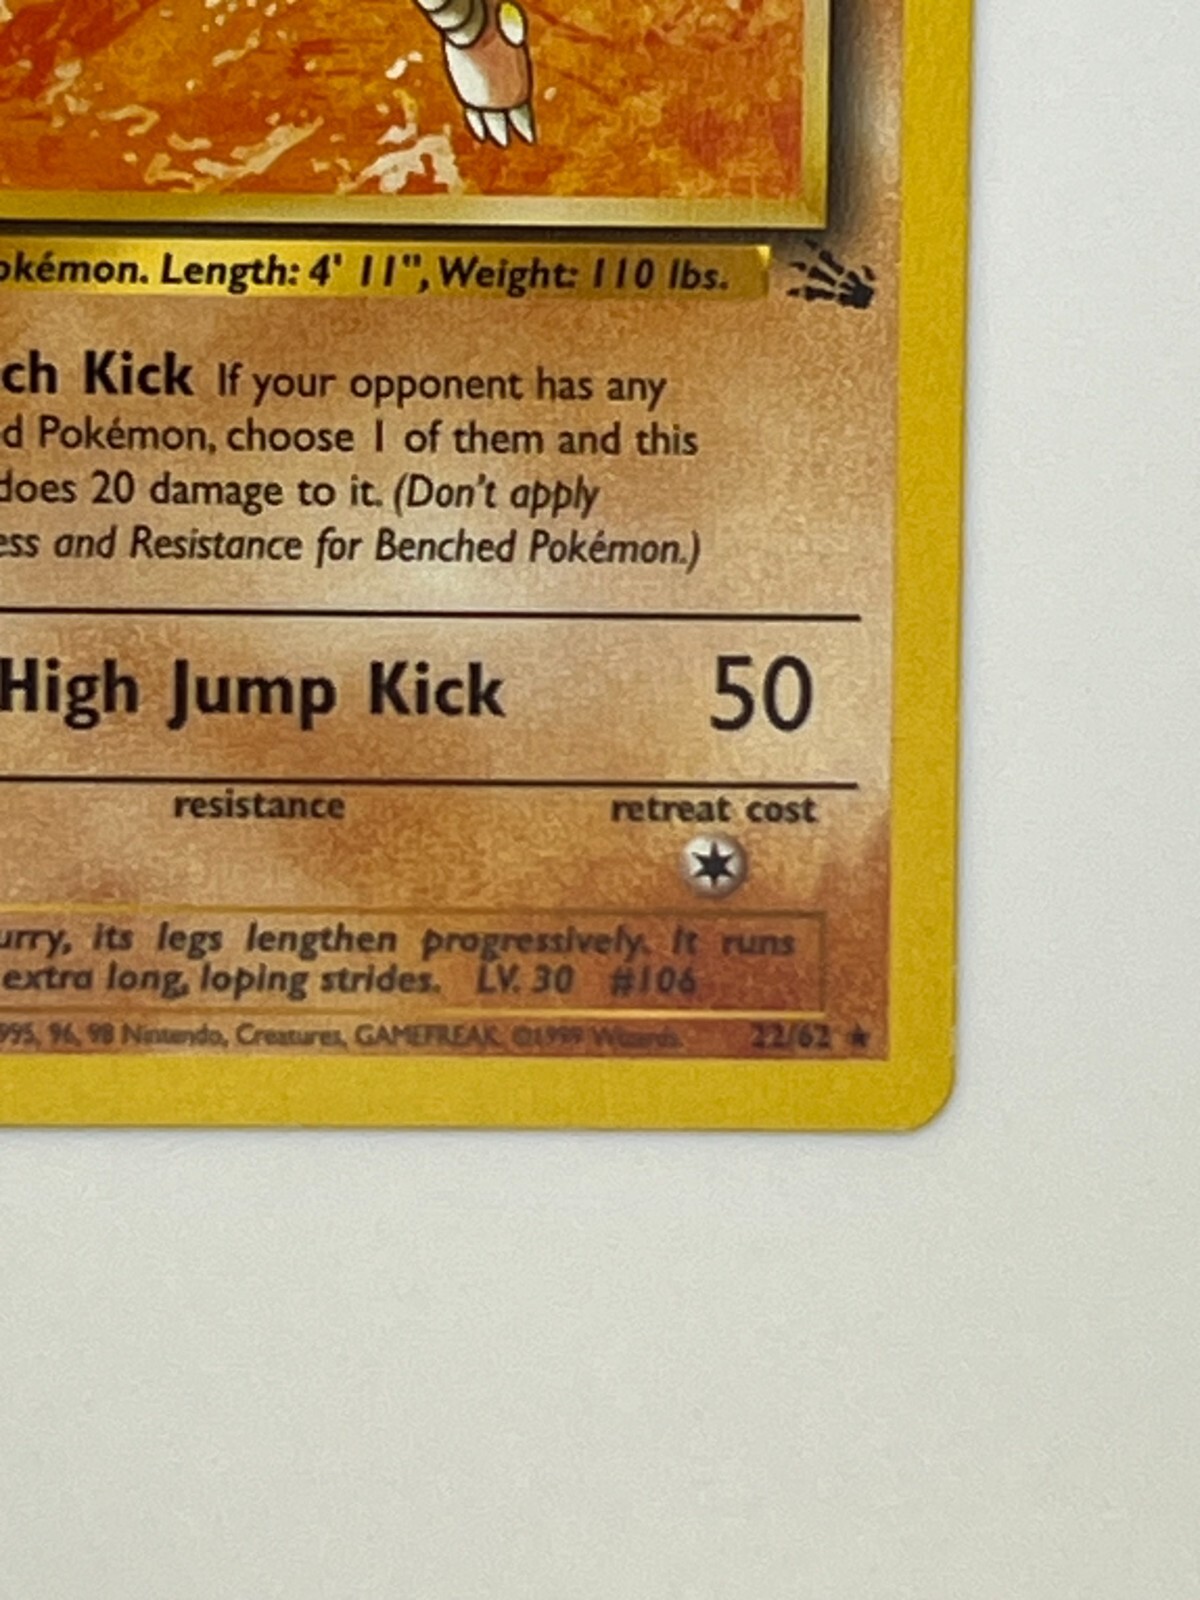 okémon. Length: 4' 11", Weight: 110 lbs.
ch Kick If your opponent has any
d Pokémon, choose 1 of them and this
does 20 damage to it. (Don't apply
ess and Resistance for Benched Pokémon.)
High Jump Kick 50
resistance retreat cost
urry, its legs lengthen progressively. It runs
extra long, loping strides. LV. 30 #106
995, 96, 98 Nintendo, Creatures, GAMEFREAK. ©1999 Wizards. 22/62 ★